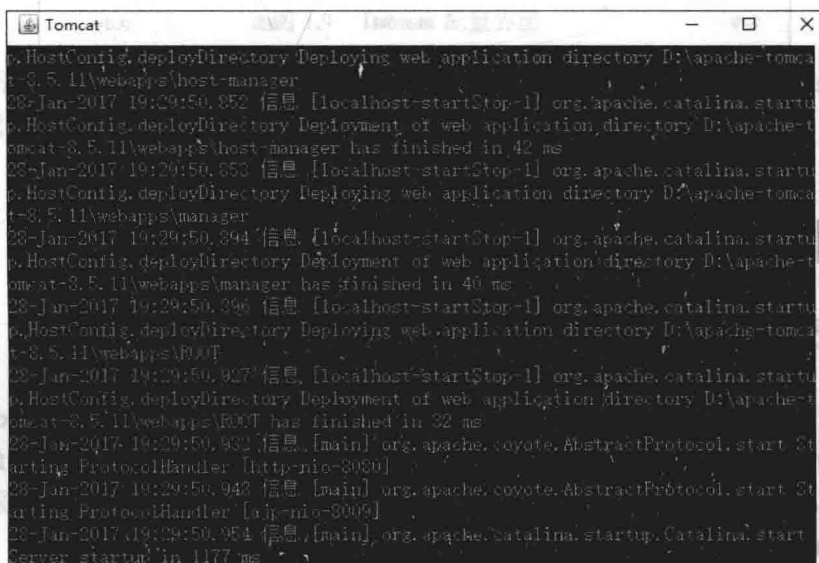 Tomcat
p.HostConfig.deployDirectory Deploying web application directory D:\apache-tomca
t-8.5.11\webapps\host-manager
28-Jan-2017 19:29:50.852 信息 [localhost-startStop-1] org.apache.catalina.startu
p.HostConfig.deployDirectory Deployment of web application directory D:\apache-t
omcat-8.5.11\webapps\host-manager has finished in 42 ms
28-Jan-2017 19:29:50.853 信息 [localhost-startStop-1] org.apache.catalina.startu
p.HostConfig.deployDirectory Deploying web application directory D:\apache-tomca
t-8.5.11\webapps\manager
28-Jan-2017 19:29:50.894 信息 [localhost-startStop-1] org.apache.catalina.startu
p.HostConfig.deployDirectory Deployment of web application directory D:\apache-t
omcat-8.5.11\webapps\manager has finished in 40 ms
28-Jan-2017 19:29:50.896 信息 [localhost-startStop-1] org.apache.catalina.startu
p.HostConfig.deployDirectory Deploying web application directory D:\apache-tomca
t-8.5.11\webapps\ROOT
28-Jan-2017 19:29:50.927 信息 [localhost-startStop-1] org.apache.catalina.startu
p.HostConfig.deployDirectory Deployment of web application directory D:\apache-t
omcat-8.5.11\webapps\ROOT has finished in 32 ms
28-Jan-2017 19:29:50.932 信息 [main] org.apache.coyote.AbstractProtocol.start St
arting ProtocolHandler [http-nio-8080]
28-Jan-2017 19:29:50.948 信息 [main] org.apache.coyote.AbstractProtocol.start St
arting ProtocolHandler [ajp-nio-8009]
28-Jan-2017 19:29:50.954 信息 [main] org.apache.catalina.startup.Catalina.start
Server startup in 1177 ms